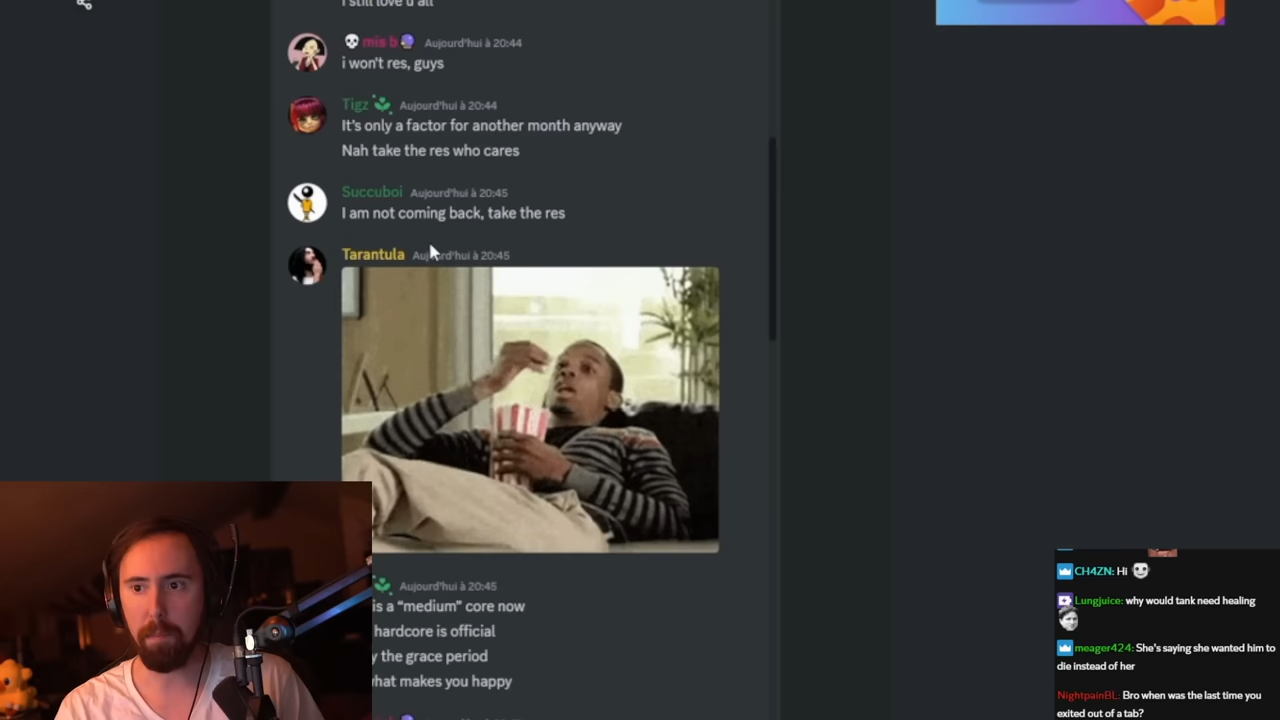 I still love u all
mis b Aujourd'hui à 20:44
i won't res, guys
Tigz Aujourd'hui à 20:44
It's only a factor for another month anyway
Nah take the res who cares
Succuboi Aujourd'hui à 20:45
I am not coming back, take the res
Tarantula Aujourd'hui à 20:45
Aujourd'hui à 20:45
is a “medium” core now
hardcore is official
y the grace period
what makes you happy
CH4ZN: Hi
Lungjuice: why would tank need healing
meager424: She's saying she wanted him to
die instead of her
NightpainBL: Bro when was the last time you
exited out of a tab?